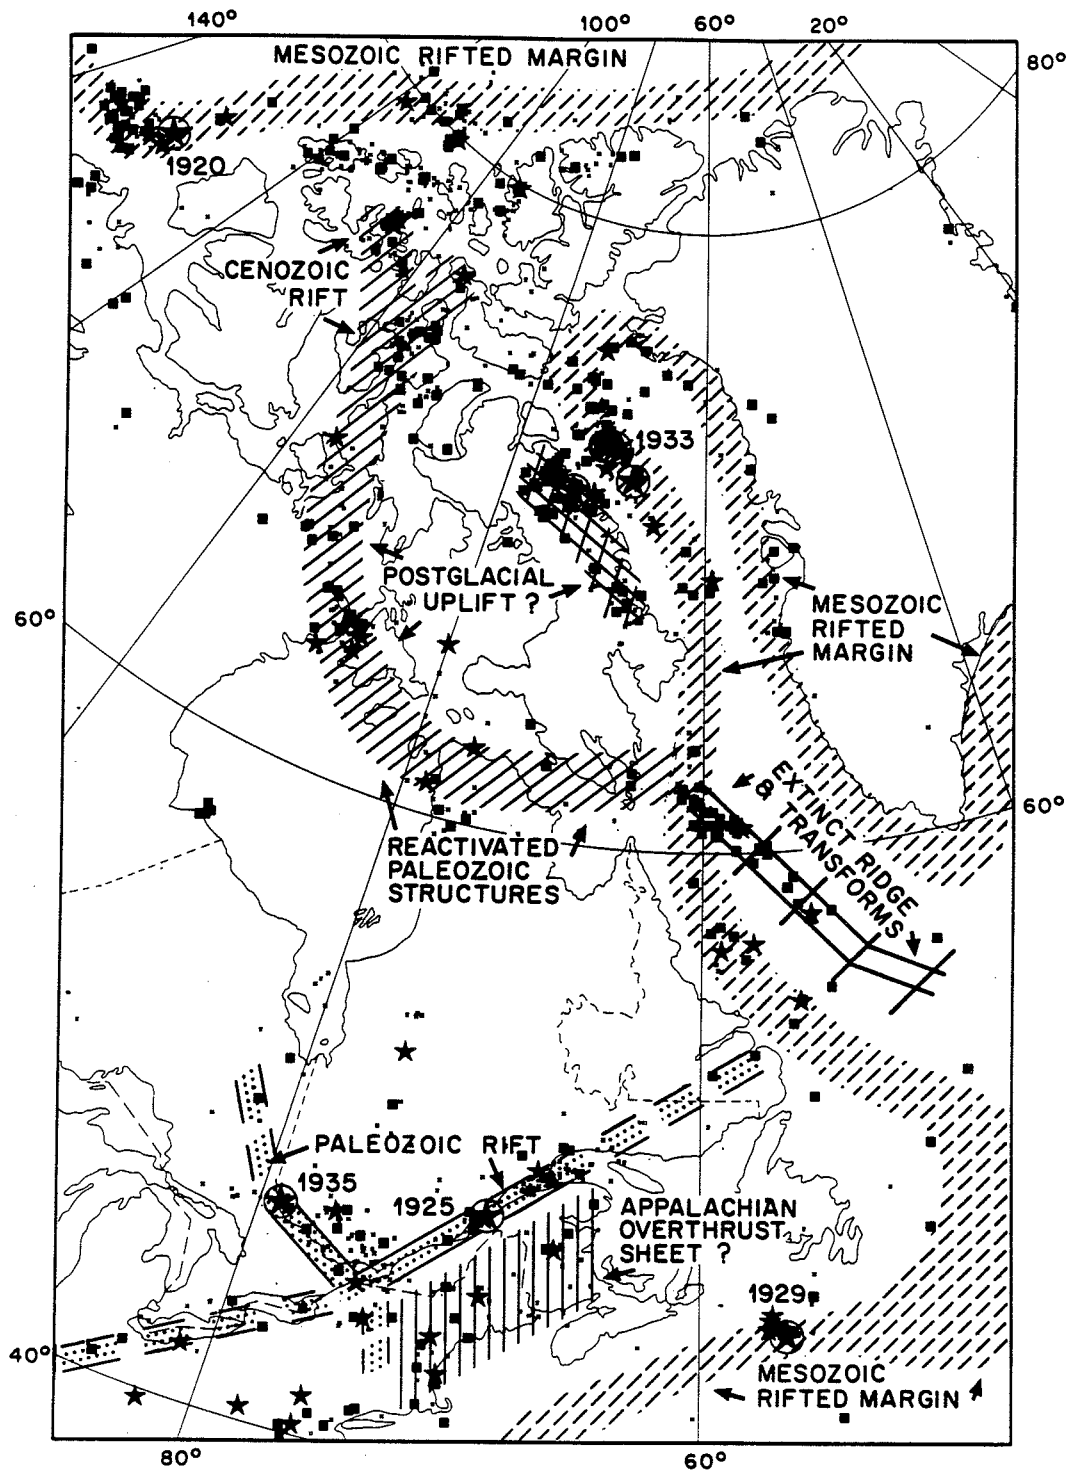 140°
100°
60°
20°
MESOZOIC RIFTED MARGIN
80°
1920
CENOZOIC
RIFT
1933
POSTGLACIAL
UPLIFT ?
60°
MESOZOIC
RIFTED
MARGIN
EXTINCT RIDGE
& TRANSFORMS
60°
REACTIVATED
PALEOZOIC
STRUCTURES
PALEOZOIC RIFT
1935
1925
APPALACHIAN
OVERTHRUST
SHEET ?
1929
40°
MESOZOIC
RIFTED MARGIN
80°
60°